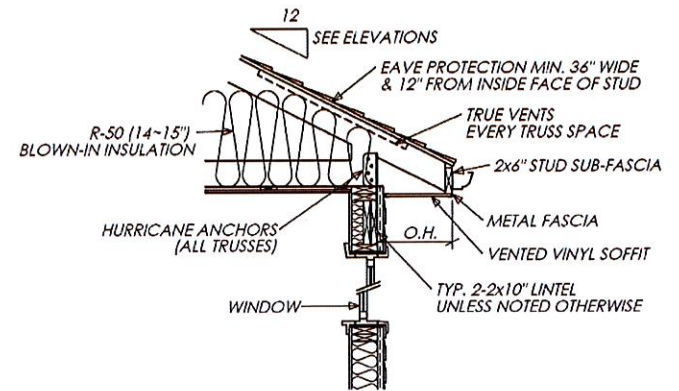 12
SEE ELEVATIONS
EAVE PROTECTION MIN. 36" WIDE
& 12" FROM INSIDE FACE OF STUD
TRUE VENTS
EVERY TRUSS SPACE
R-50 (14~15")
BLOWN-IN INSULATION
2x6" STUD SUB-FASCIA
HURRICANE ANCHORS
(ALL TRUSSES)
METAL FASCIA
O.H.
VENTED VINYL SOFFIT
TYP. 2-2x10" LINTEL
UNLESS NOTED OTHERWISE
WINDOW